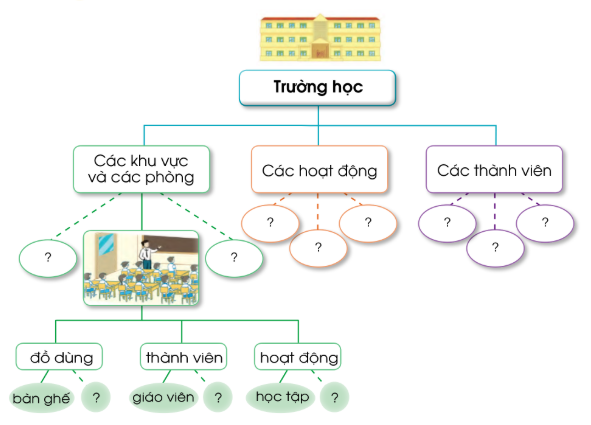 Trường học
Các khu vực
và các phòng
Các hoạt động
Các thành viên
?
?
?
?
?
?
?
?
đồ dùng
thành viên
hoạt động
bàn ghế
?
giáo viên
?
học tập
?